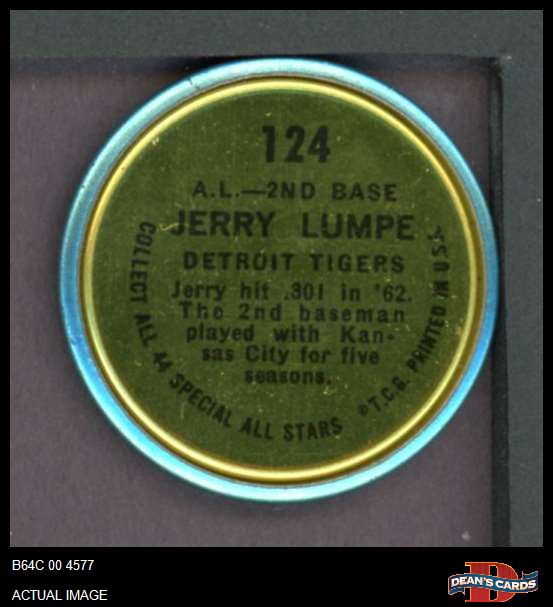 124
A.L.—2ND BASE
JERRY LUMPE
DETROIT TIGERS
Jerry hit .301 in '62.
The 2nd baseman
played with Kan-
sas City for five
seasons.
COLLECT ALL 44 SPECIAL ALL STARS
©T.C.G. PRINTED IN U.S.A.
B64C 00 4577
ACTUAL IMAGE
D
DEAN'S CARDS